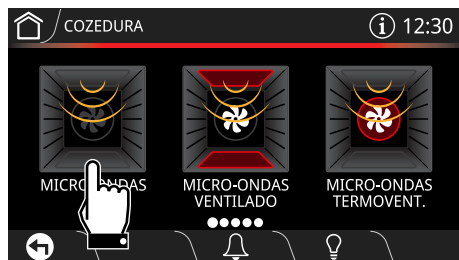 COZEDURA
12:30
MICRO-ONDAS
MICRO-ONDAS
VENTILADO
MICRO-ONDAS
TERMOVENT.